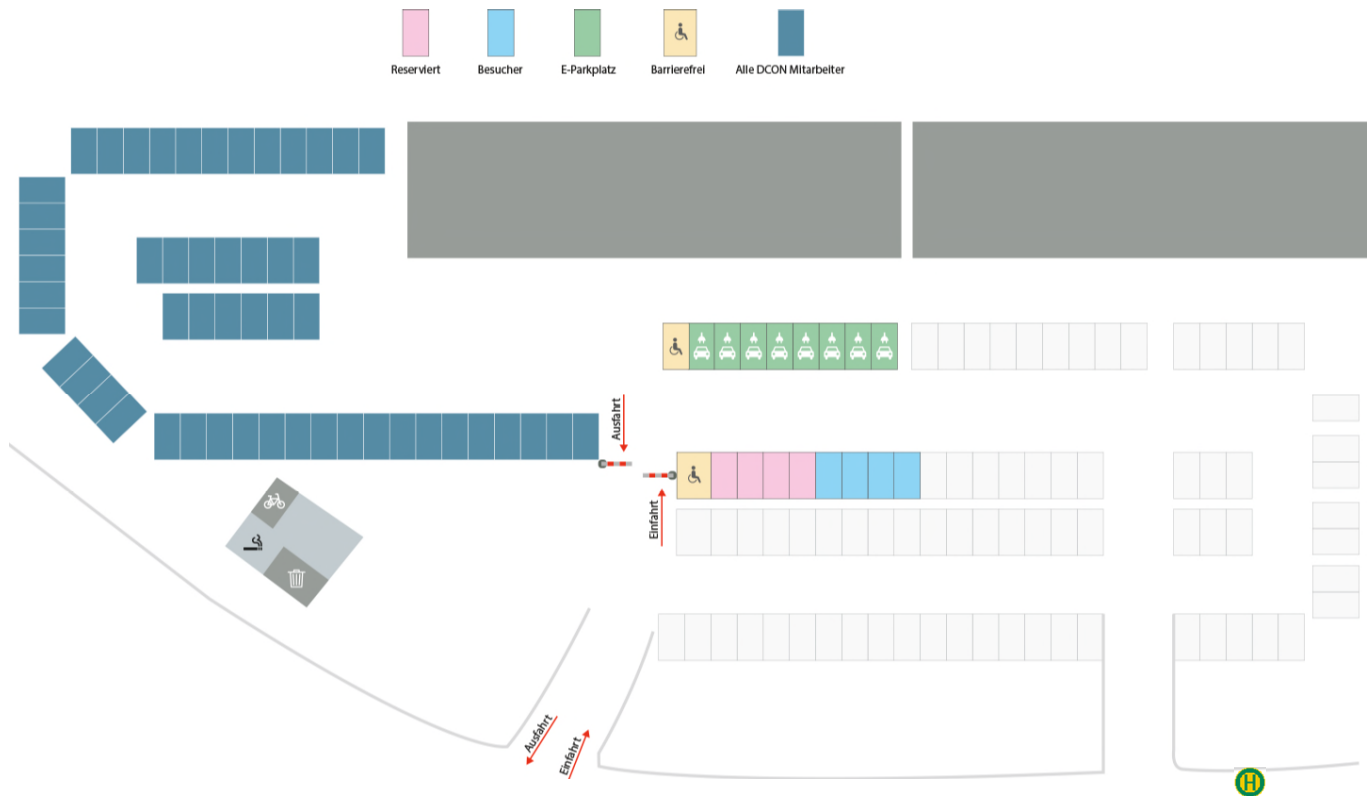 Reserviert
Besucher
E-Parkplatz
Barrierefrei
Alle DCON Mitarbeiter
Ausfahrt
Einfahrt
Ausfahrt
Einfahrt
H